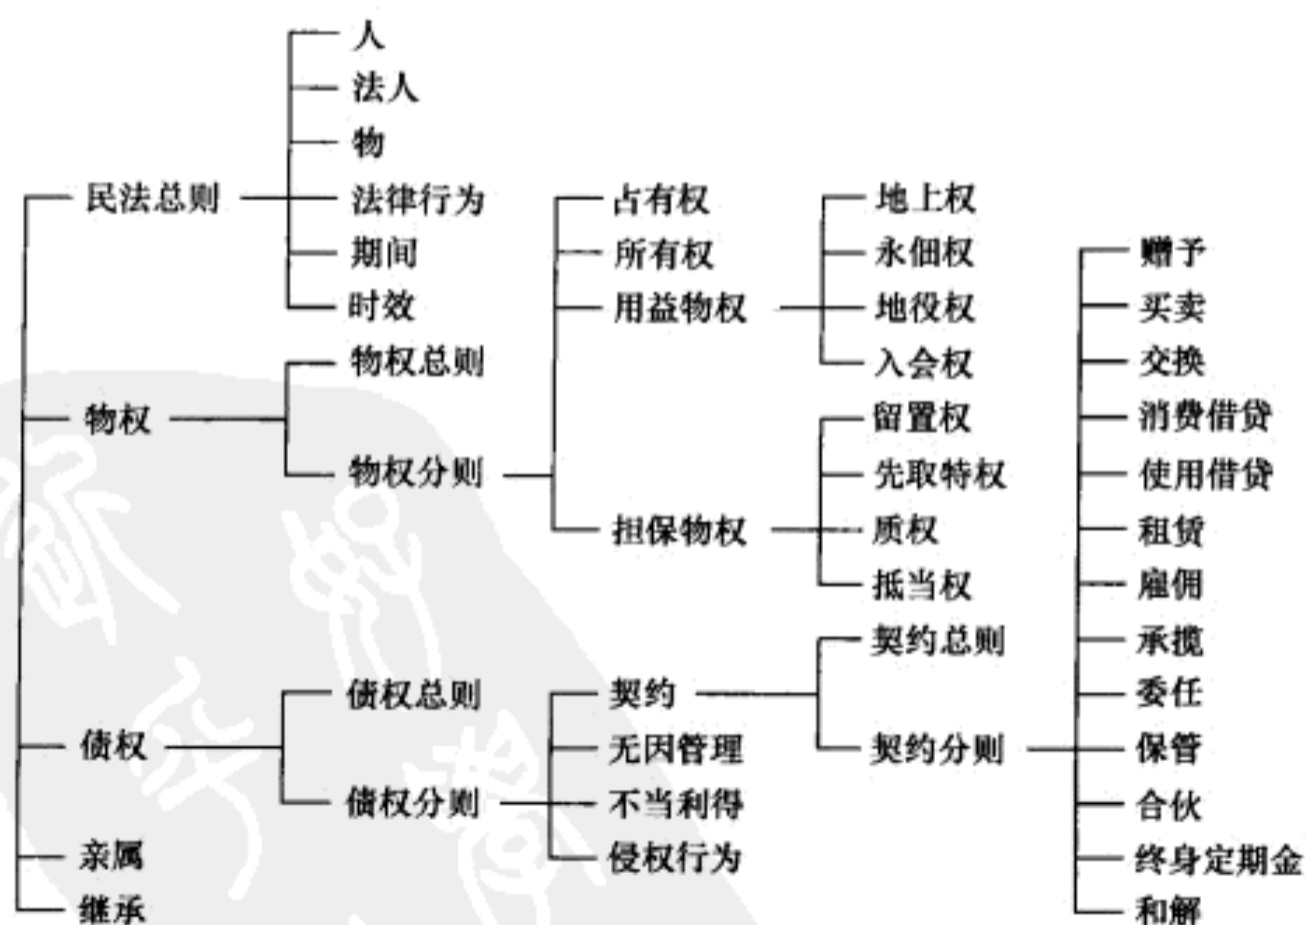 民法总则
人
法人
物
法律行为
期间
时效
物权
物权总则
物权分则
占有权
所有权
用益物权
地上权
永佃权
地役权
入会权
担保物权
留置权
先取特权
质权
抵当权
债权
债权总则
债权分则
契约
契约总则
契约分则
赠予
买卖
交换
消费借贷
使用借贷
租赁
雇佣
承揽
委任
保管
合伙
终身定期金
和解
无因管理
不当利得
侵权行为
亲属
继承